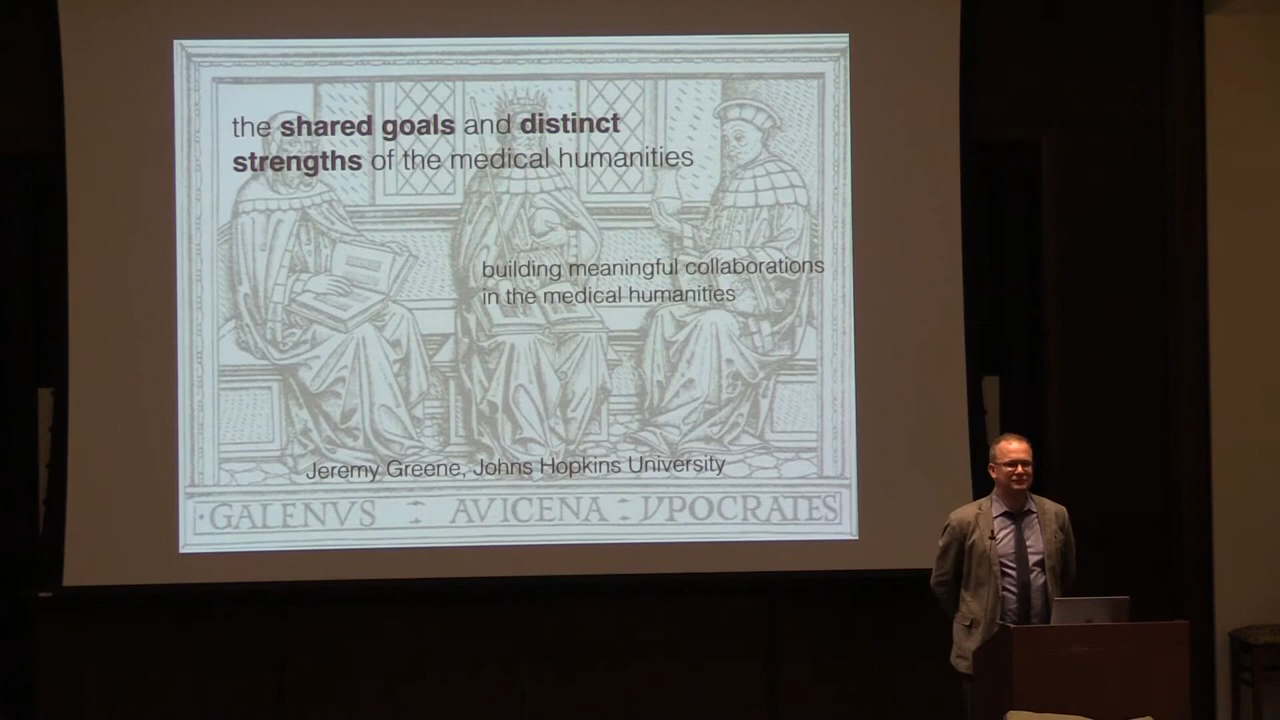 the shared goals and distinct
strengths of the medical humanities
building meaningful collaborations
in the medical humanities
Jeremy Greene, Johns Hopkins University
·GALENVS : AVICENA : YPOCRATES